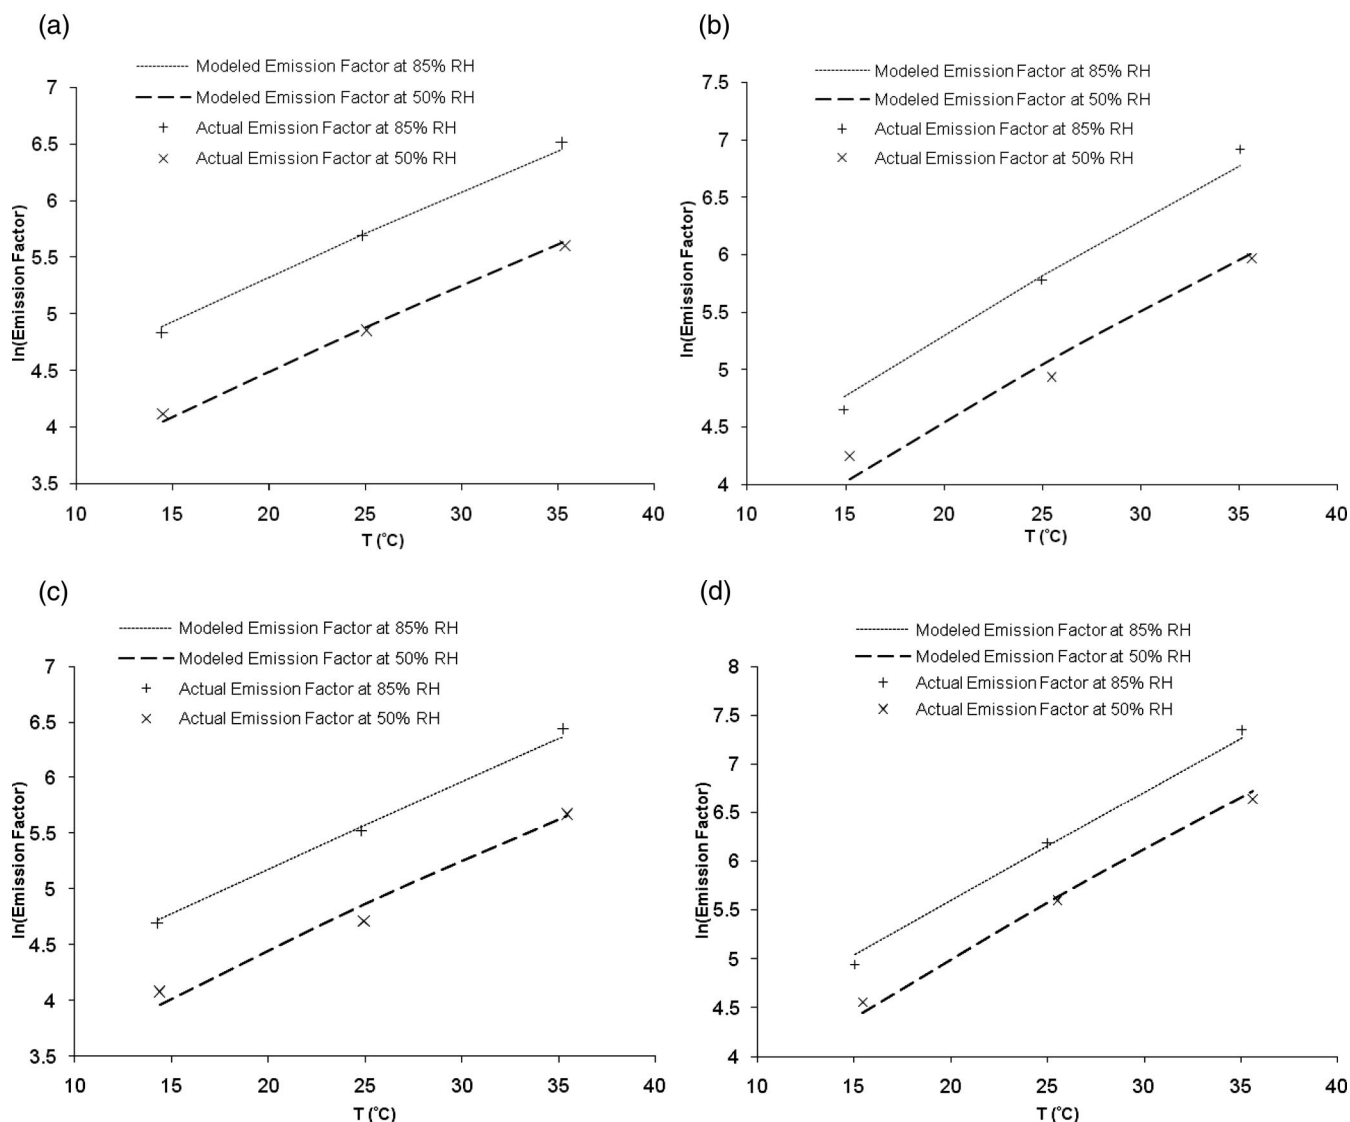 (a)
Modeled Emission Factor at 85% RH
Modeled Emission Factor at 50% RH
Actual Emission Factor at 85% RH
Actual Emission Factor at 50% RH
ln(Emission Factor)
7
6.5
6
5.5
5
4.5
4
3.5
10 15 20 25 30 35 40
T (°C)
(b)
Modeled Emission Factor at 85% RH
Modeled Emission Factor at 50% RH
Actual Emission Factor at 85% RH
Actual Emission Factor at 50% RH
ln(Emission Factor)
7.5
7
6.5
6
5.5
5
4.5
4
10 15 20 25 30 35 40
T (°C)
(c)
Modeled Emission Factor at 85% RH
Modeled Emission Factor at 50% RH
Actual Emission Factor at 85% RH
Actual Emission Factor at 50% RH
ln(Emission Factor)
7
6.5
6
5.5
5
4.5
4
3.5
10 15 20 25 30 35 40
T (°C)
(d)
Modeled Emission Factor at 85% RH
Modeled Emission Factor at 50% RH
Actual Emission Factor at 85% RH
Actual Emission Factor at 50% RH
ln(Emission Factor)
8
7.5
7
6.5
6
5.5
5
4.5
4
10 15 20 25 30 35 40
T (°C)